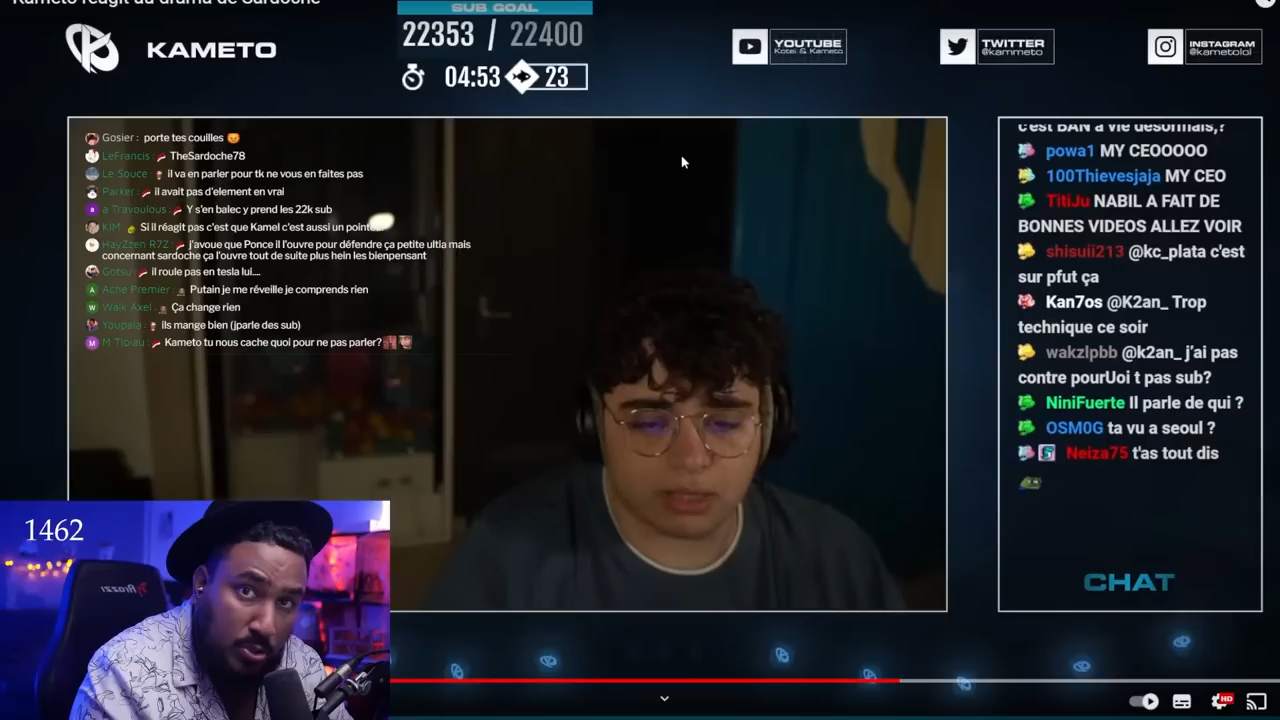 Kameto réagit au drama de Sardoche
KAMETO
SUB GOAL
22353 / 22400
04:53
23
YOUTUBE
Kotei & Kameto
TWITTER
@kammeto
INSTAGRAM
@kametolol
Gosier : porte tes couilles
LeFrancis : TheSardoche78
Le Souce : il va en parler pour tk ne vous en faites pas
Parker : il avait pas d'element en vrai
a Travoulous : Y s'en balec y prend les 22k sub
KIM : Si il réagit pas c'est que Kamel c'est aussi un pointeur
HayZzen R7Z : j'avoue que Ponce il l'ouvre pour défendre ça petite ultia mais
concernant sardoche ça l'ouvre tout de suite plus hein les bienpensant
Gotsu : il roule pas en tesla lui....
Acne Premier : Putain je me réveille je comprends rien
Walk Axel : Ça change rien
Youpala : ils mange bien (jparle des sub)
M Tibiau : Kameto tu nous cache quoi pour ne pas parler?
c'est BAN a vie desormais,?
powa1 MY CEOOOOO
100Thievesjaja MY CEO
TitiJu NABIL A FAIT DE
BONNES VIDEOS ALLEZ VOIR
shisuii213 @kc_plata c'est
sur pfut ça
Kan7os @K2an_ Trop
technique ce soir
wakzlpbb @k2an_ j'ai pas
contre pourUoi t pas sub?
NiniFuerte Il parle de qui ?
OSM0G ta vu a seoul ?
Neiza75 t'as tout dis
CHAT
1462
Arozzi
HD